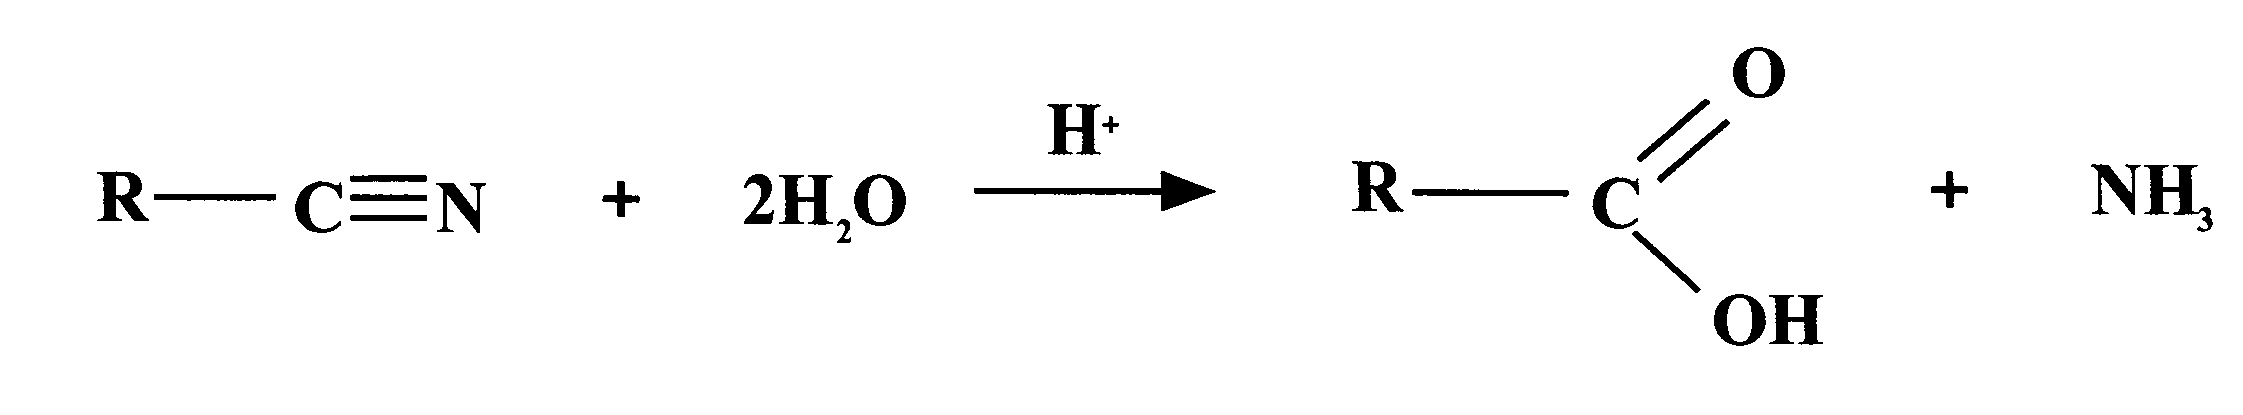 O
H⁺
R—C≡N + 2H₂O → R—C + NH₃
OH